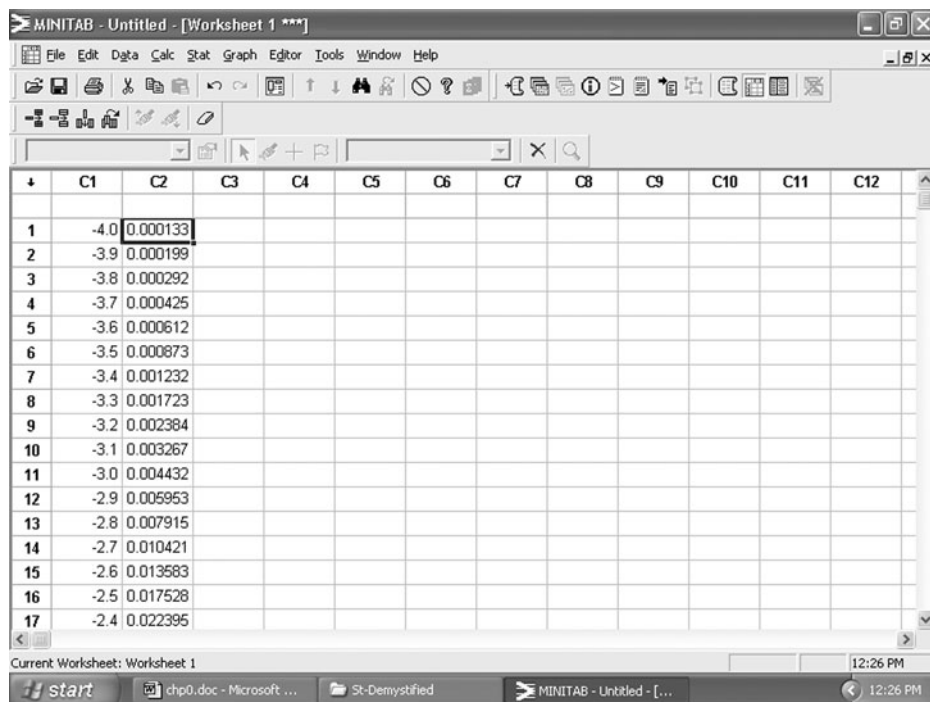 MINITAB - Untitled - [Worksheet 1 ***]
File Edit Data Calc Stat Graph Editor Tools Window Help
C1 C2 C3 C4 C5 C6 C7 C8 C9 C10 C11 C12
1 -4.0 0.000133
2 -3.9 0.000199
3 -3.8 0.000292
4 -3.7 0.000425
5 -3.6 0.000612
6 -3.5 0.000873
7 -3.4 0.001232
8 -3.3 0.001723
9 -3.2 0.002384
10 -3.1 0.003267
11 -3.0 0.004432
12 -2.9 0.005953
13 -2.8 0.007915
14 -2.7 0.010421
15 -2.6 0.013583
16 -2.5 0.017528
17 -2.4 0.022395
Current Worksheet: Worksheet 1 12:26 PM
start chp0.doc - Microsoft ... St-Demystified MINITAB - Untitled - [... 12:26 PM